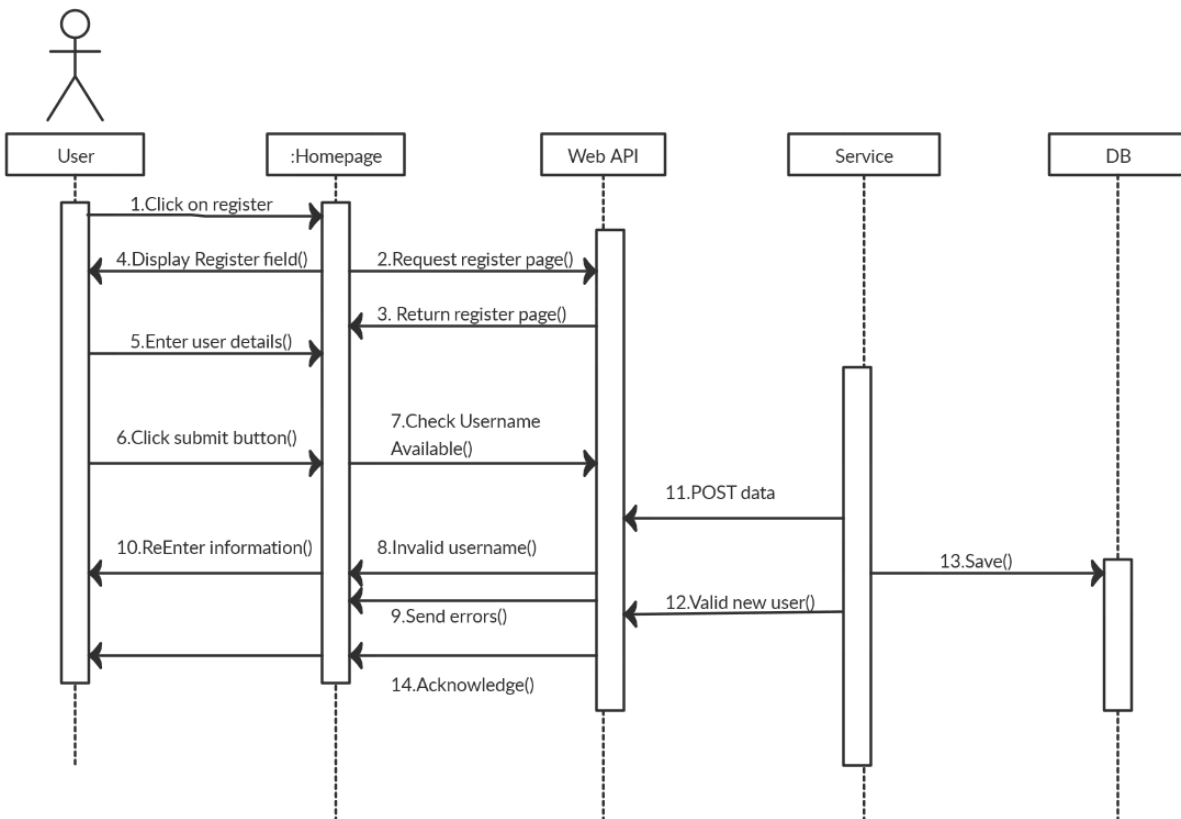 User
:Homepage
Web API
Service
DB
1.Click on register
4.Display Register field()
2.Request register page()
3. Return register page()
5.Enter user details()
7.Check Username
Available()
6.Click submit button()
11.POST data
10.ReEnter information()
8.Invalid username()
13.Save()
12.Valid new user()
9.Send errors()
14.Acknowledge()